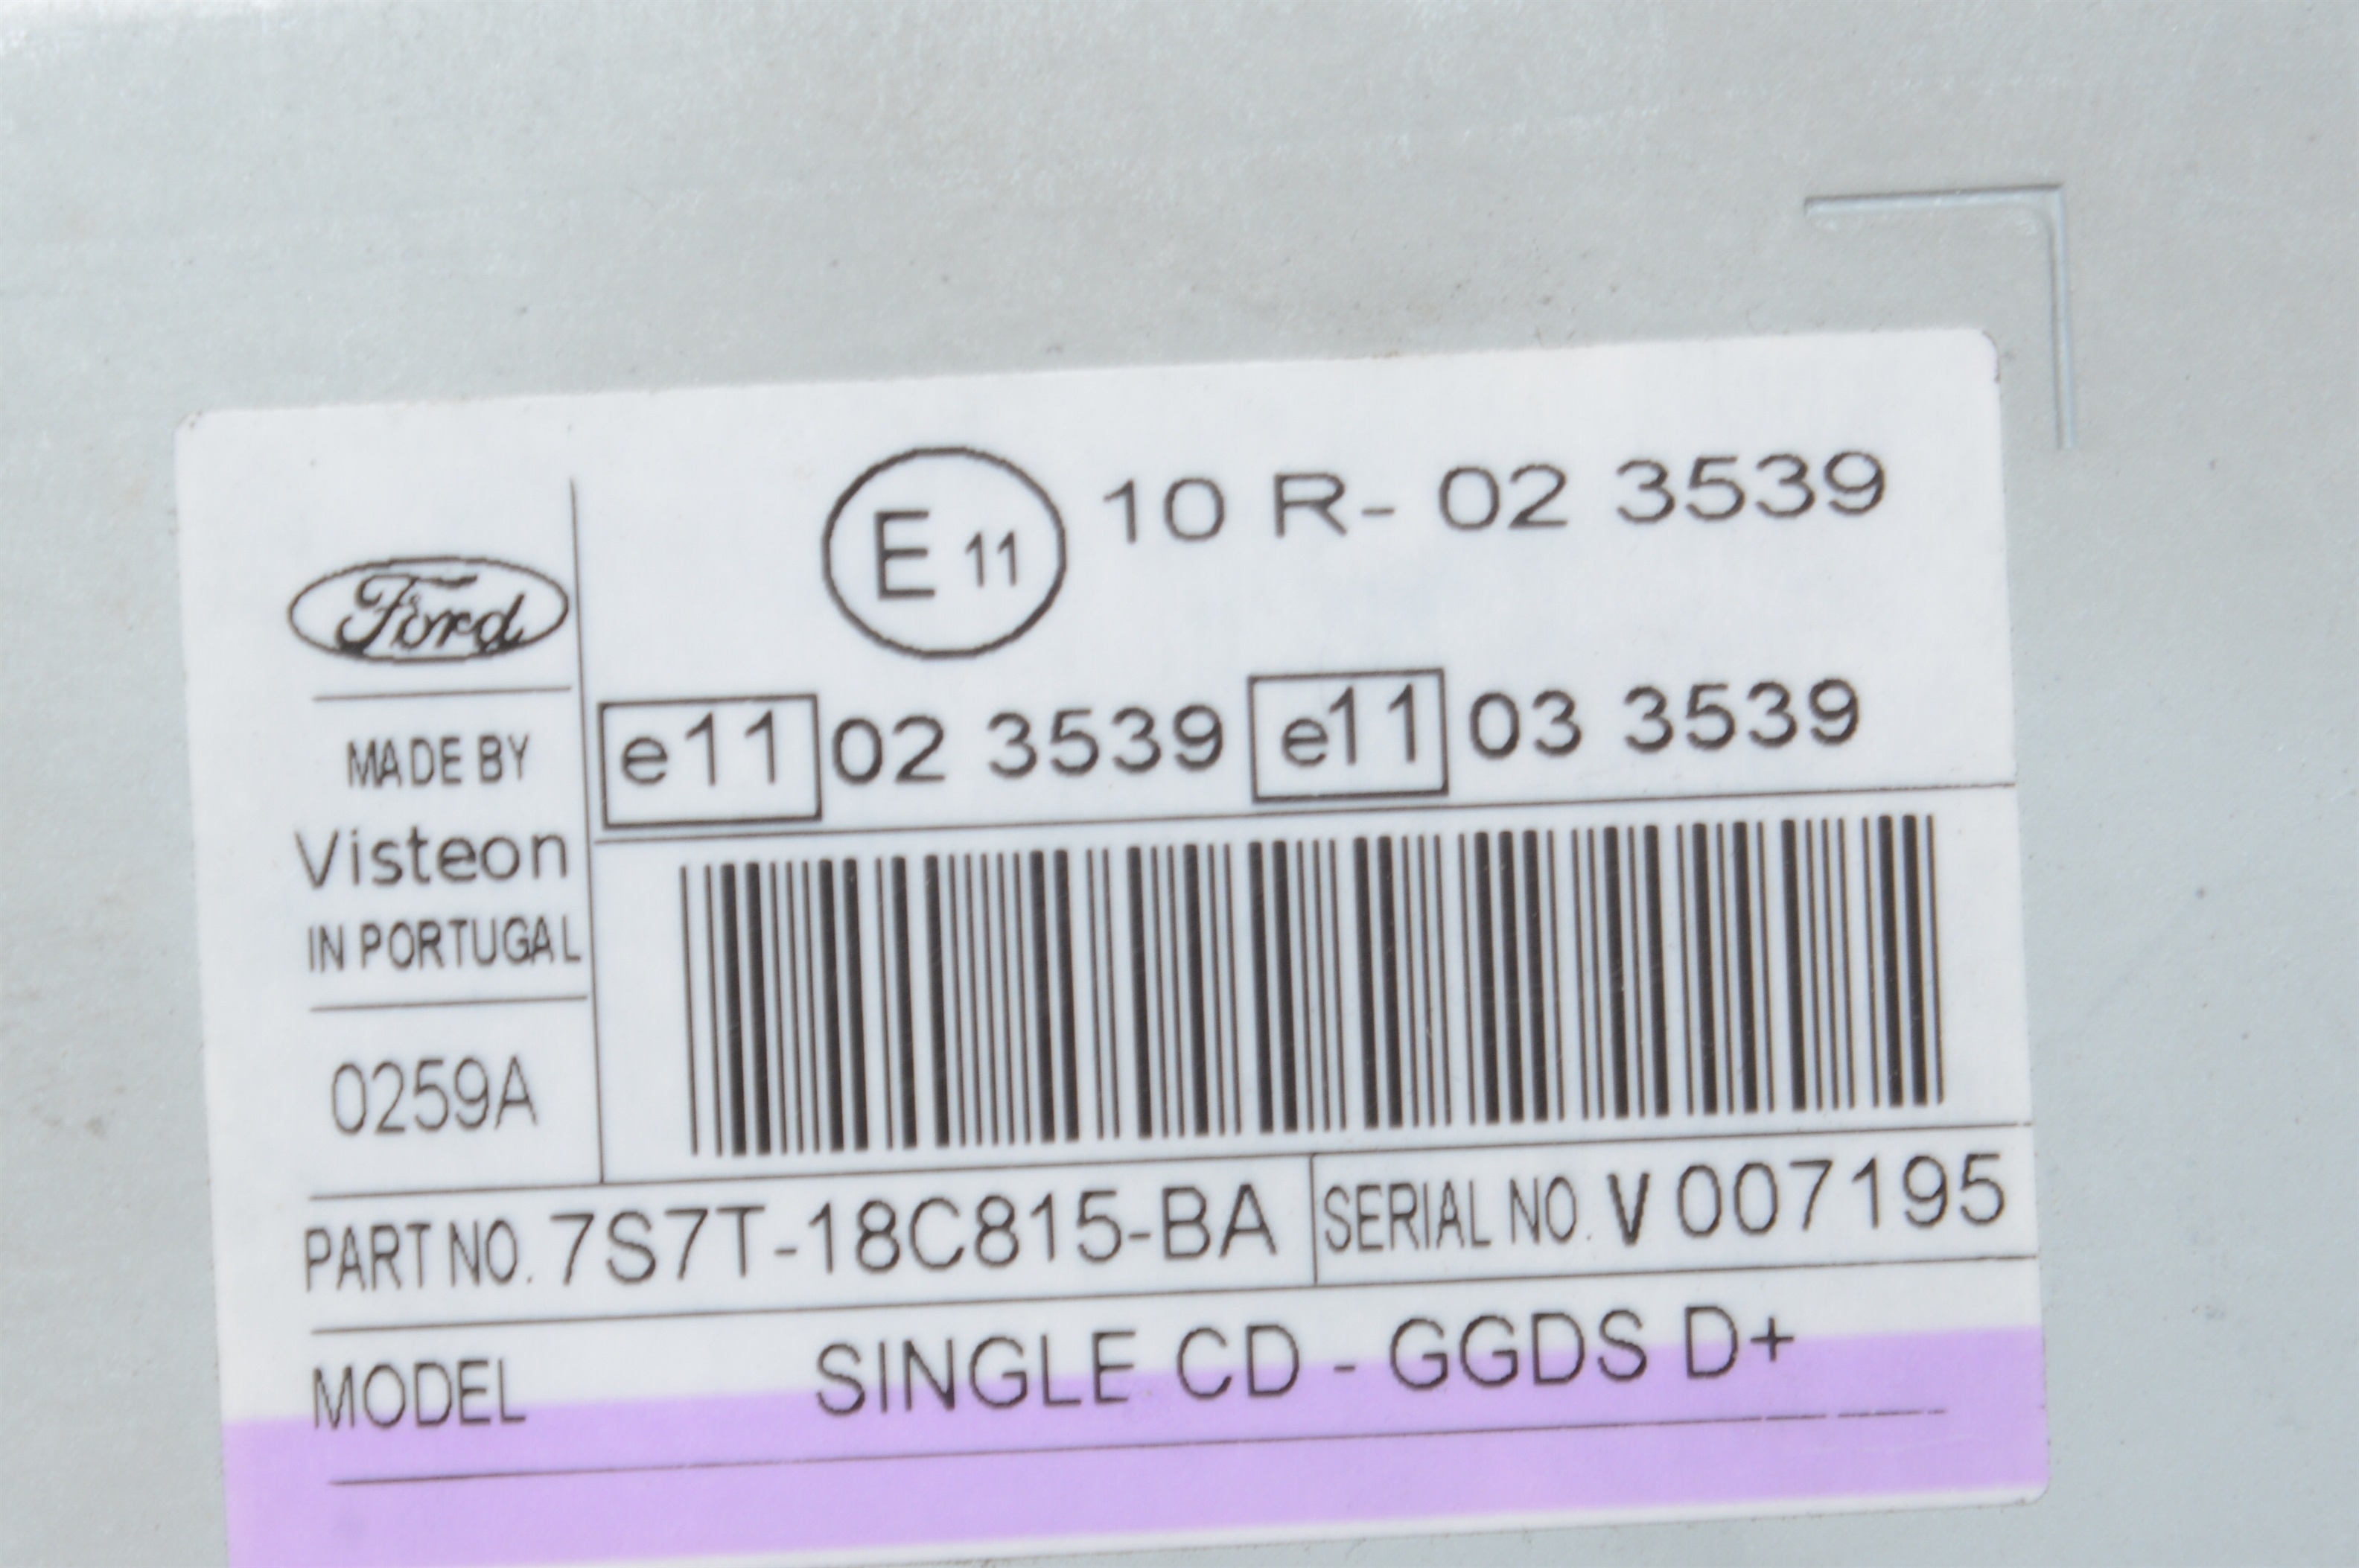 E 11 10 R- 02 3539
Ford
e11 02 3539 e11 03 3539
MADE BY
Visteon
IN PORTUGAL
0259A
PART NO. 7S7T-18C815-BA SERIAL NO. V 007195
MODEL SINGLE CD - GGDS D+